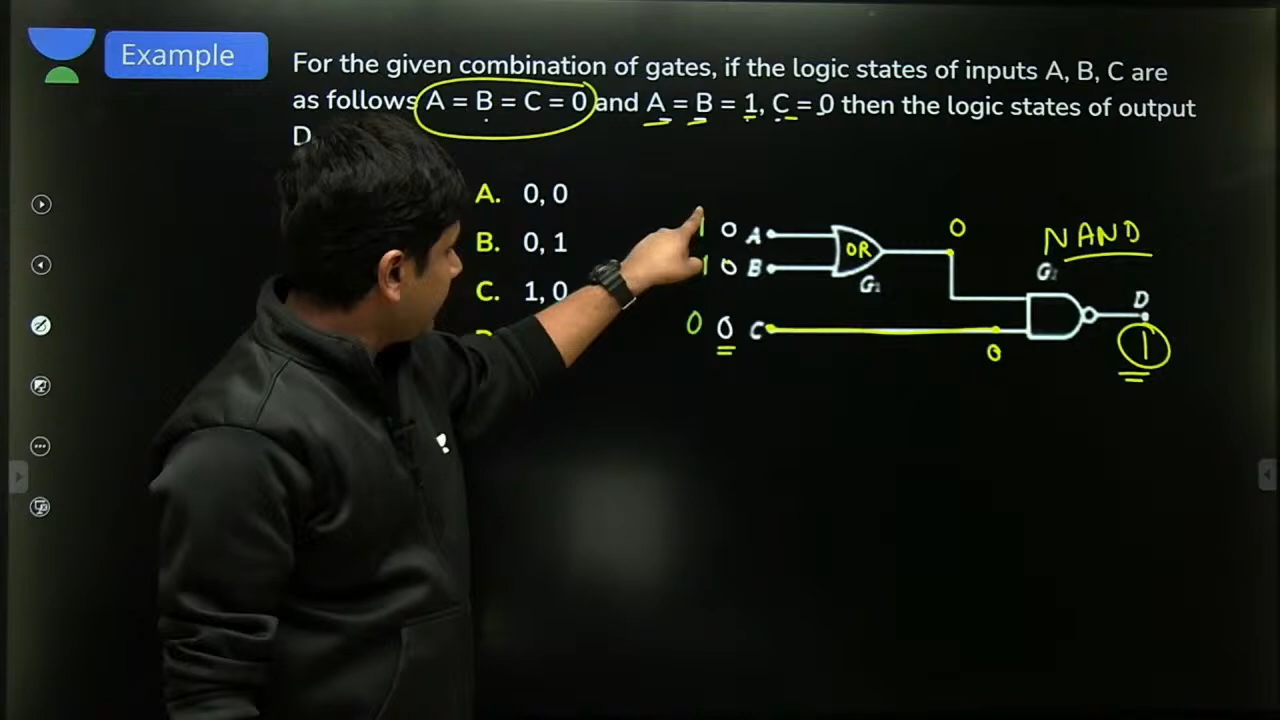 Example
For the given combination of gates, if the logic states of inputs A, B, C are
as follows A = B = C = 0 and A = B = 1, C = 0 then the logic states of output
D
A. 0, 0
B. 0, 1
C. 1, 0
1 0 A
1 0 B
0 0 C
OR
G₁
0
0
NAND
G₂
D
1